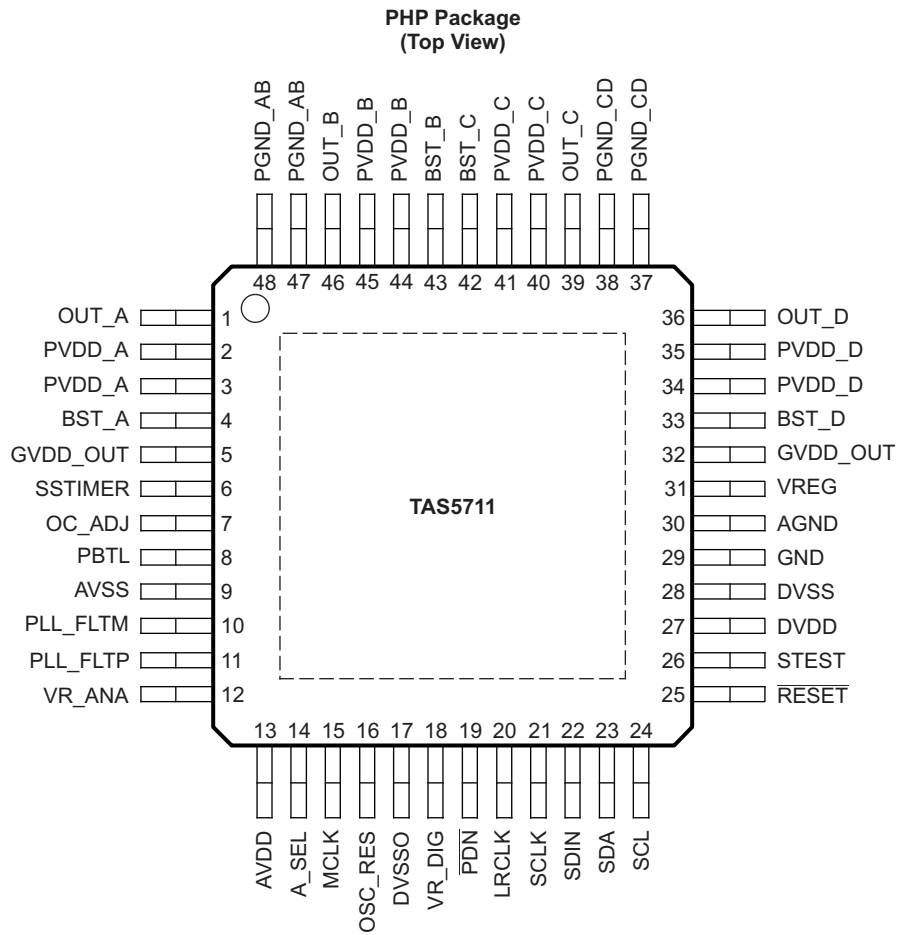 PHP Package
(Top View)
PGND_AB
PGND_AB
OUT_B
PVDD_B
PVDD_B
BST_B
BST_C
PVDD_C
PVDD_C
OUT_C
PGND_CD
PGND_CD
48 47 46 45 44 43 42 41 40 39 38 37
OUT_A 1 36 OUT_D
PVDD_A 2 35 PVDD_D
PVDD_A 3 34 PVDD_D
BST_A 4 33 BST_D
GVDD_OUT 5 32 GVDD_OUT
SSTIMER 6 31 VREG
OC_ADJ 7 TAS5711 30 AGND
PBTL 8 29 GND
AVSS 9 28 DVSS
PLL_FLTM 10 27 DVDD
PLL_FLTP 11 26 STEST
VR_ANA 12 25 RESET
13 14 15 16 17 18 19 20 21 22 23 24
AVDD
A_SEL
MCLK
OSC_RES
DVSSO
VR_DIG
PDN
LRCLK
SCLK
SDIN
SDA
SCL